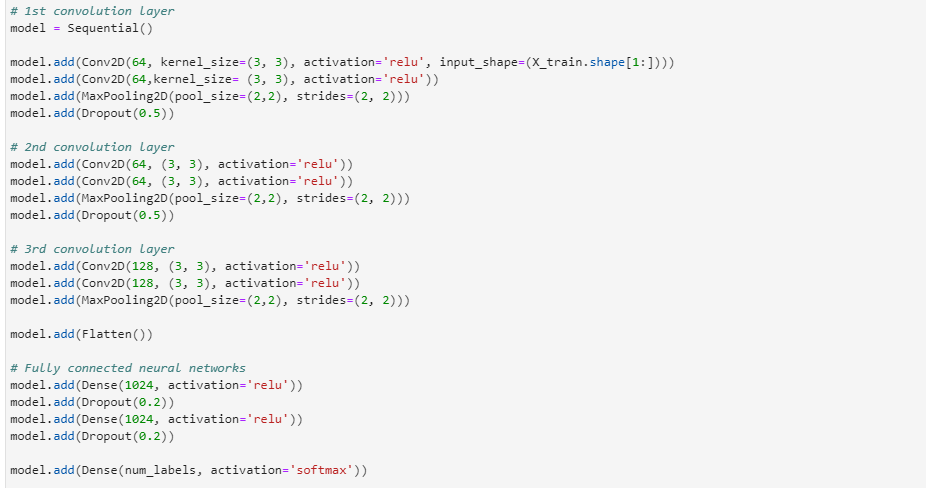 # 1st convolution layer
model = Sequential()
model.add(Conv2D(64, kernel_size=(3, 3), activation='relu', input_shape=(X_train.shape[1:])))
model.add(Conv2D(64,kernel_size= (3, 3), activation='relu'))
model.add(MaxPooling2D(pool_size=(2,2), strides=(2, 2)))
model.add(Dropout(0.5))
# 2nd convolution layer
model.add(Conv2D(64, (3, 3), activation='relu'))
model.add(Conv2D(64, (3, 3), activation='relu'))
model.add(MaxPooling2D(pool_size=(2,2), strides=(2, 2)))
model.add(Dropout(0.5))
# 3rd convolution layer
model.add(Conv2D(128, (3, 3), activation='relu'))
model.add(Conv2D(128, (3, 3), activation='relu'))
model.add(MaxPooling2D(pool_size=(2,2), strides=(2, 2)))
model.add(Flatten())
# Fully connected neural networks
model.add(Dense(1024, activation='relu'))
model.add(Dropout(0.2))
model.add(Dense(1024, activation='relu'))
model.add(Dropout(0.2))
model.add(Dense(num_labels, activation='softmax'))